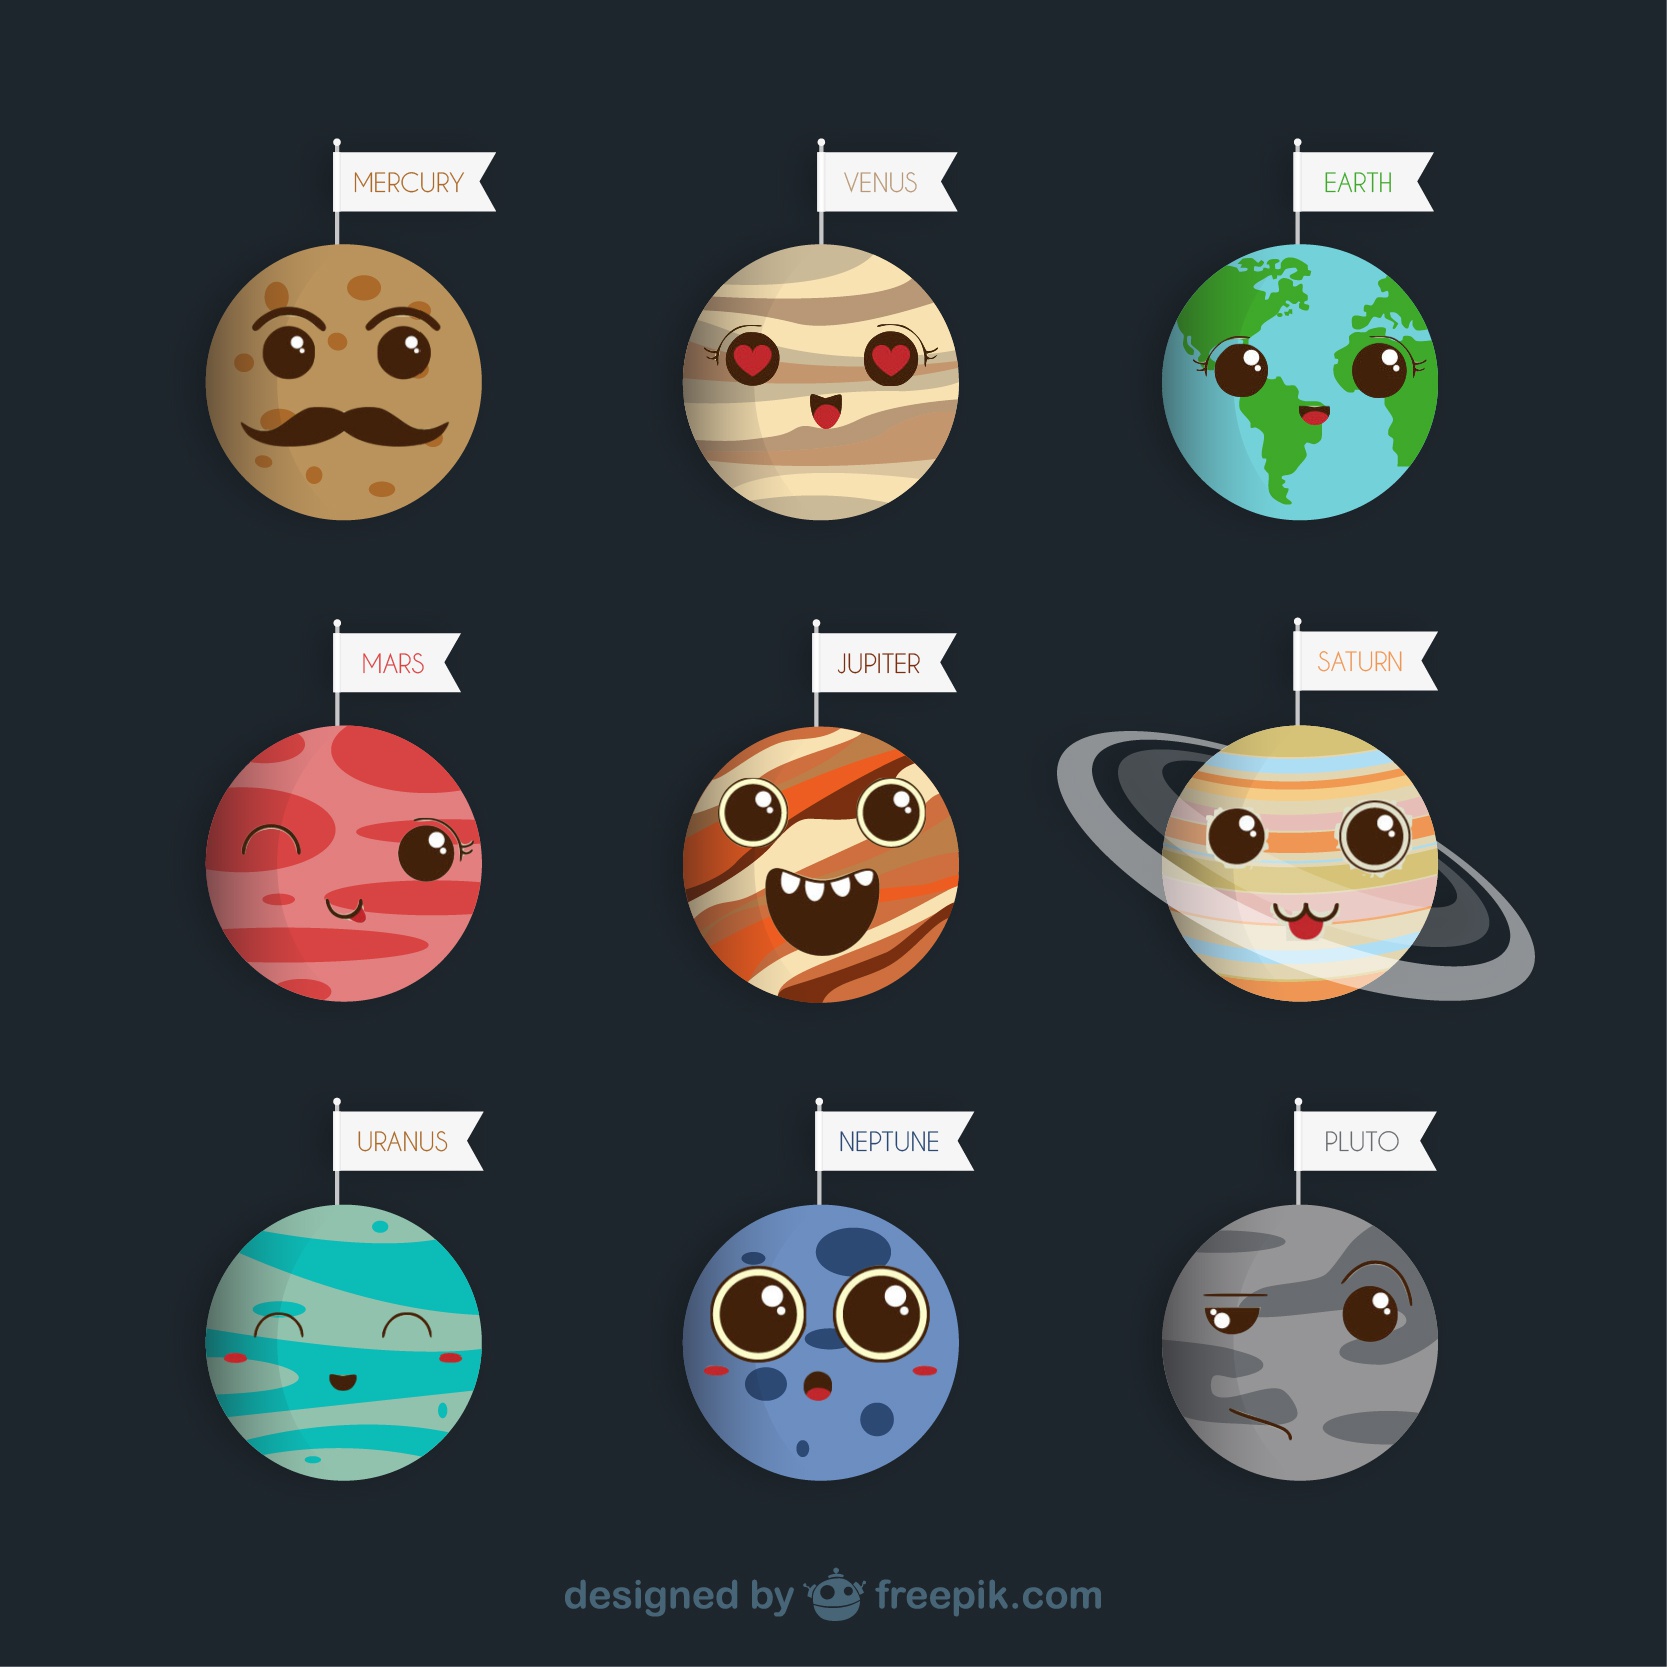 MERCURY
VENUS
EARTH
MARS
JUPITER
SATURN
URANUS
NEPTUNE
PLUTO
designed by freepik.com